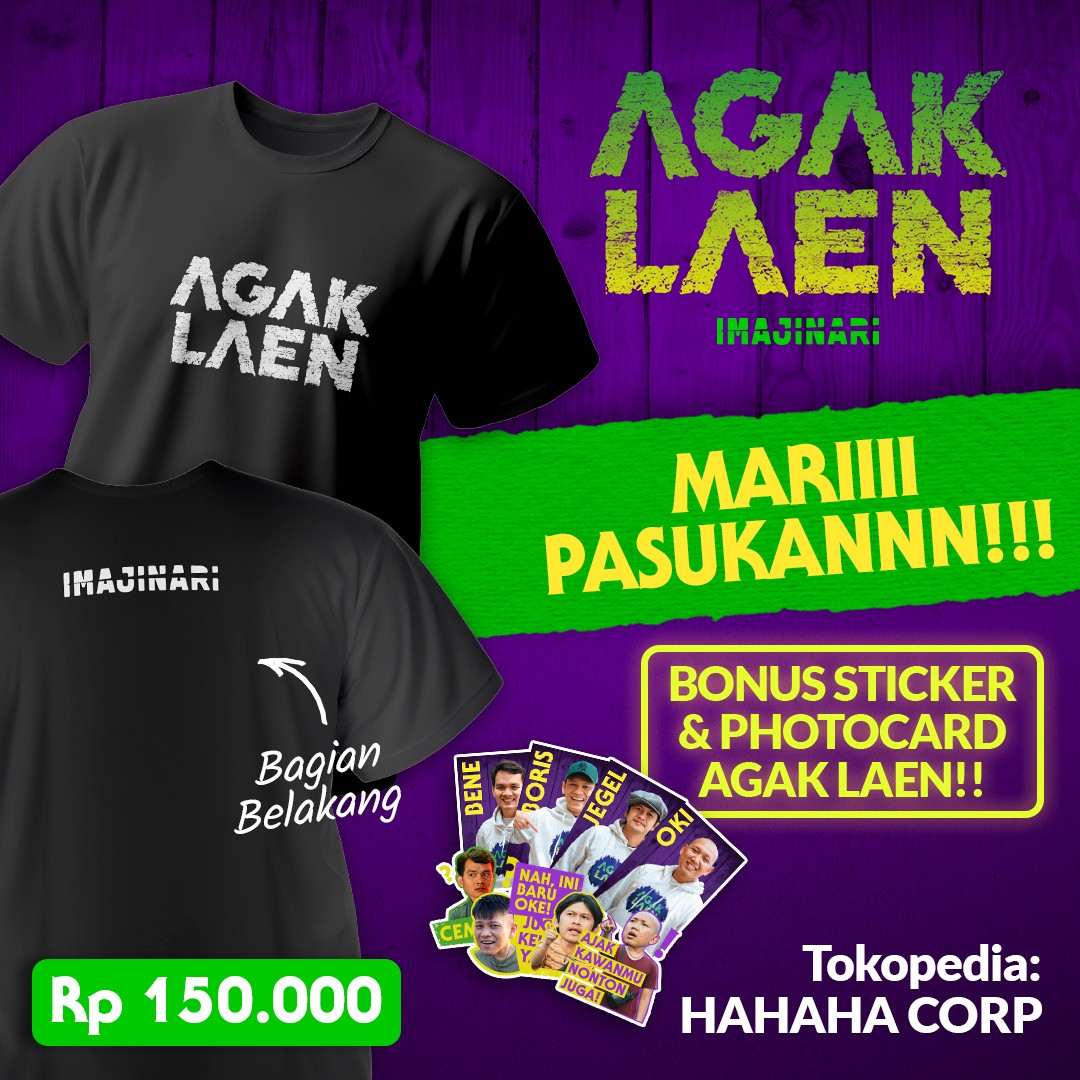 AGAK
LAEN
IMAJINARI
AGAK
LAEN
MARIIII
PASUKANNN!!!
IMAJINARI
Bagian
Belakang
BONUS STICKER
& PHOTOCARD
AGAK LAEN!!
BENE
BORIS
JEGEL
OKI
NAH, INI
BARU
OKE!
AJAK
KAWANMU
NONTON
JUGA!
Rp 150.000
Tokopedia:
HAHAHA CORP